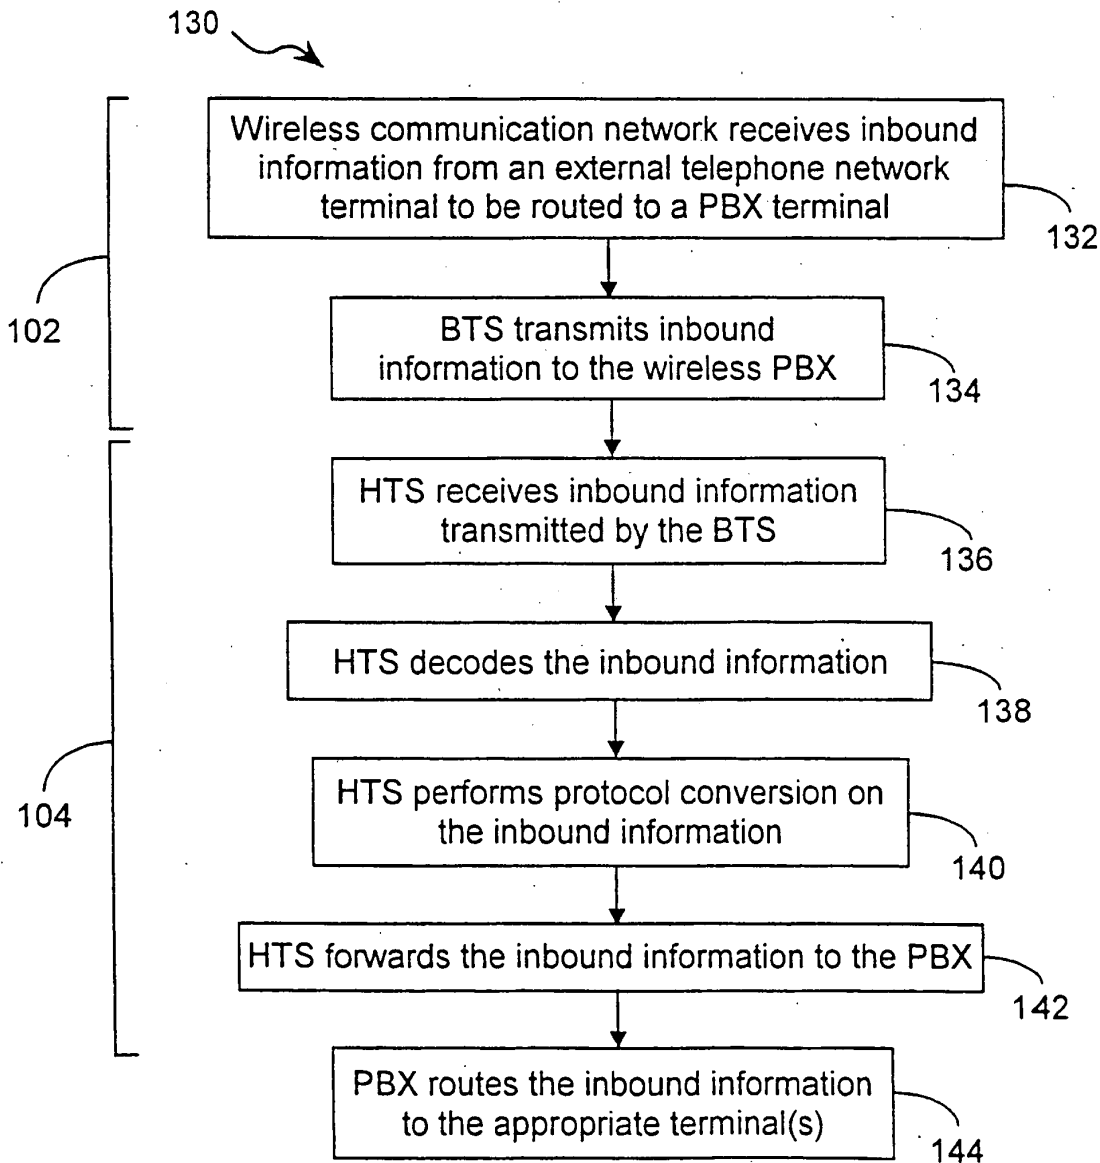 130
Wireless communication network receives inbound
information from an external telephone network
terminal to be routed to a PBX terminal
132
102
BTS transmits inbound
information to the wireless PBX
134
HTS receives inbound information
transmitted by the BTS
136
HTS decodes the inbound information
138
104
HTS performs protocol conversion on
the inbound information
140
HTS forwards the inbound information to the PBX
142
PBX routes the inbound information
to the appropriate terminal(s)
144